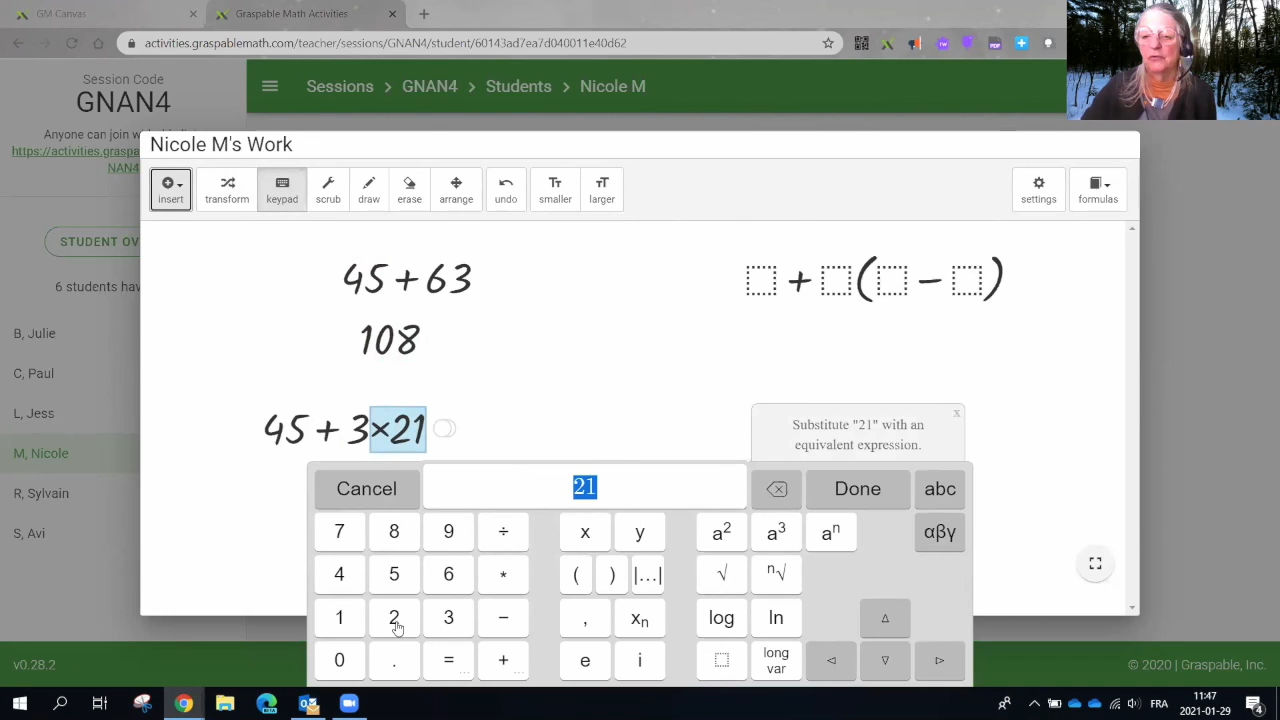 GM Canvas
Graspable Math Activities
activities.graspablemath.com/teacher/sessions/GNAN4/student/60143ad7ea7d040011e40d62
Session Code
GNAN4
Anyone can join
https://activities.graspa
NAN4
STUDENT OV
6 students hav
B, Julie
C, Paul
L, Jess
M, Nicole
R, Sylvain
S, Avi
v0.28.2
Sessions > GNAN4 > Students > Nicole M
Nicole M's Work
insert
transform
keypad
scrub
draw
erase
arrange
undo
smaller
larger
settings
formulas
45 + 63
108
⬚ + ⬚(⬚ − ⬚)
45 + 3×21
Substitute "21" with an
equivalent expression.
x
Cancel 21 Done abc
7 8 9 ÷ x y a² a³ aⁿ αβγ
4 5 6 * ( ) |...| √ ⁿ√
1 2 3 − , xₙ log ln
0 . = + e i ⬚ long var
© 2020 | Graspable, Inc.
FRA
11:47
2021-01-29
4